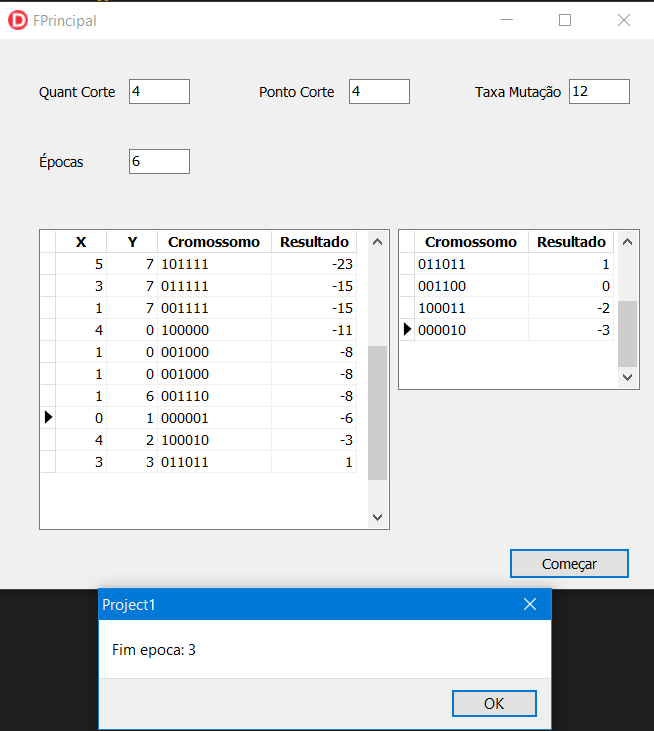 FPrincipal
Quant Corte 4 Ponto Corte 4 Taxa Mutação 12
Épocas 6
X Y Cromossomo Resultado
5 7 101111 -23
3 7 011111 -15
1 7 001111 -15
4 0 100000 -11
1 0 001000 -8
1 0 001000 -8
1 6 001110 -8
0 1 000001 -6
4 2 100010 -3
3 3 011011 1
Cromossomo Resultado
011011 1
001100 0
100011 -2
000010 -3
Começar
Project1
Fim epoca: 3
OK